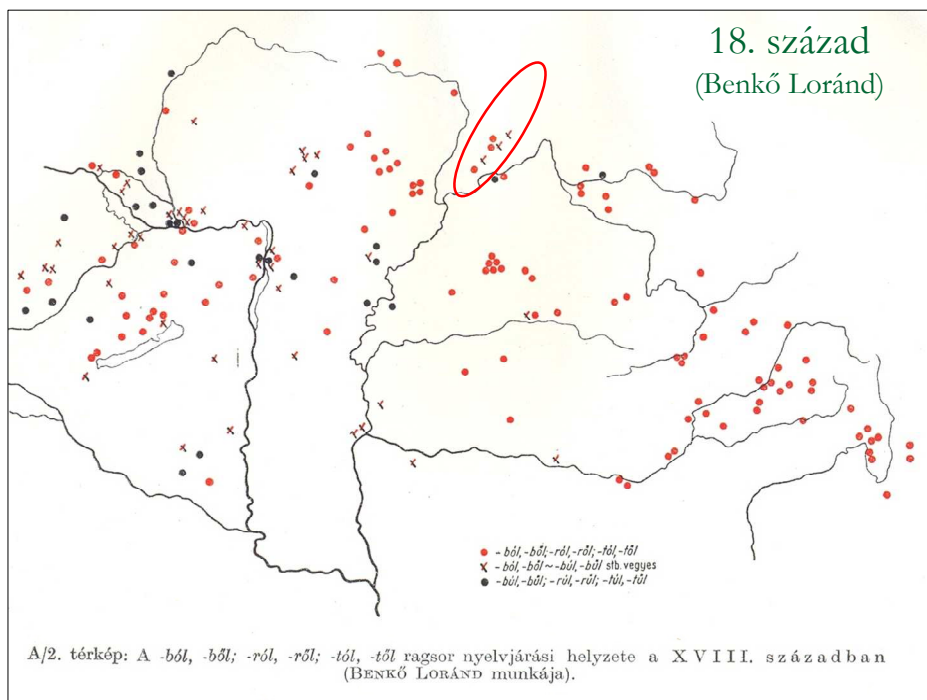 18. század
(Benkő Loránd)
- ból, -ből; -ról, -ről; -tól, -től
- ból, -ből ~ -búl, -bűl stb. vegyes
- búl, -bűl; -rúl, -rűl; -túl, -tűl
A/2. térkép: A -ból, -ből; -ról, -ről; -tól, -től ragsor nyelvjárási helyzete a XVIII. században
(BENKŐ LORÁND munkája).